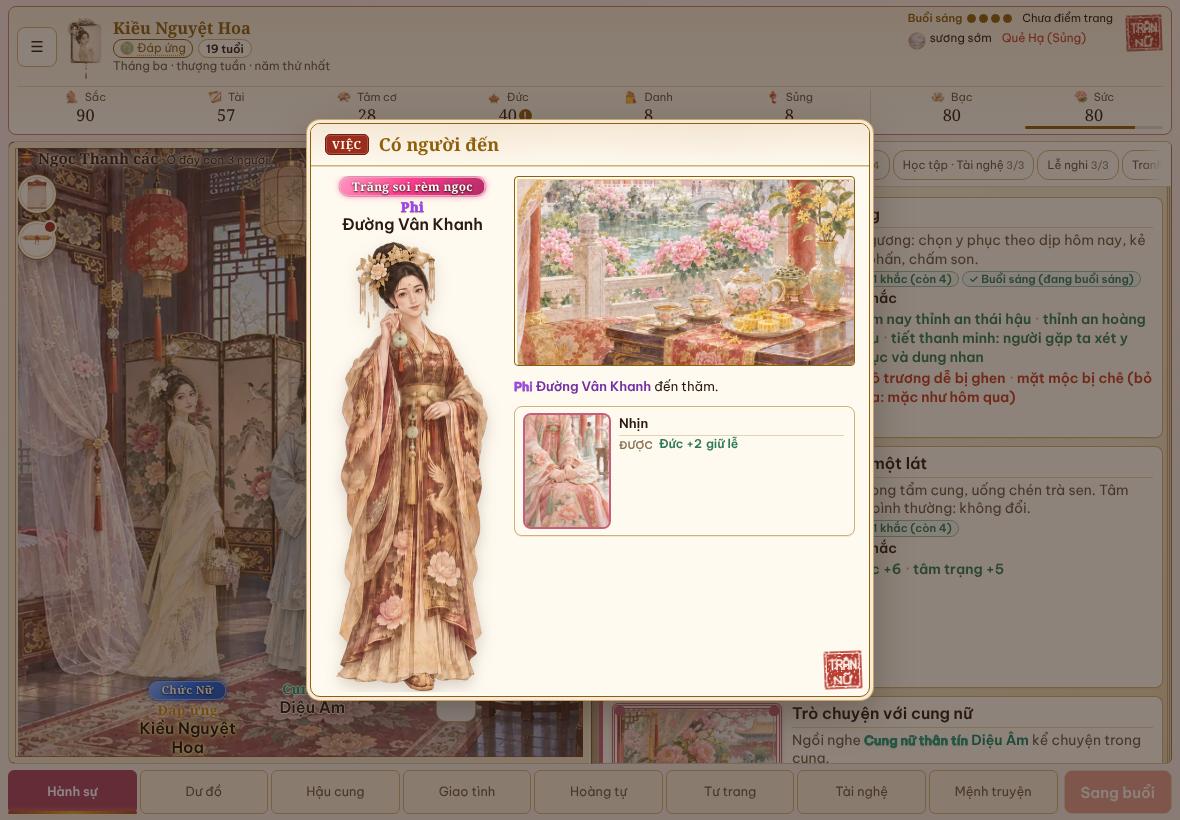 ☰
Kiều Nguyệt Hoa
Đáp ứng 19 tuổi
Tháng ba · thượng tuần · năm thứ nhất
Buổi sáng Chưa điểm trang
sương sớm Quẻ Hạ (Sủng)
TRÂN NỮ
Sắc Tài Tâm cơ Đức Danh Sủng Bạc Sức
90 57 28 40 8 8 80 80
Ngọc Thanh các · Ở đây còn 3 người
VIỆC Có người đến
Trăng soi rèm ngọc
Phi
Đường Vân Khanh
Phi Đường Vân Khanh đến thăm.
Nhịn
ĐƯỢC Đức +2 giữ lễ
TRÂN NỮ
4 Học tập · Tài nghệ 3/3 Lễ nghi 3/3 Tranh
gương: chọn y phục theo dịp hôm nay, kẻ
phấn, chấm son.
1 khắc (còn 4) ✓ Buổi sáng (đang buổi sáng)
nay thỉnh an thái hậu · thỉnh an hoàng
· tiết thanh minh: người gặp ta xét y
và dung nhan
trương dễ bị ghen · mặt mộc bị chê (bỏ
mặc như hôm qua)
một lát
tẩm cung, uống chén trà sen. Tâm
bình thường: không đổi.
1 khắc (còn 4)
+6 · tâm trạng +5
Trò chuyện với cung nữ
Ngồi nghe Cung nữ thân tín Diệu Âm kể chuyện trong
cung.
Chức Nữ
Đáp ứng
Kiều Nguyệt
Hoa
Diệu Âm
Hành sự Dư đồ Hậu cung Giao tình Hoàng tự Tư trang Tài nghệ Mệnh truyện Sang buổi